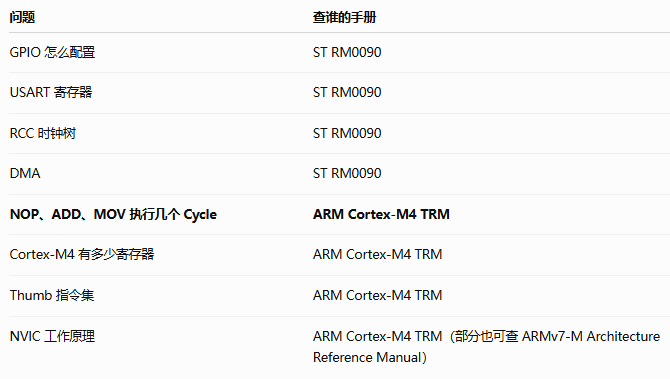 问题 查谁的手册
GPIO 怎么配置 ST RM0090
USART 寄存器 ST RM0090
RCC 时钟树 ST RM0090
DMA ST RM0090
NOP、ADD、MOV 执行几个 Cycle ARM Cortex-M4 TRM
Cortex-M4 有多少寄存器 ARM Cortex-M4 TRM
Thumb 指令集 ARM Cortex-M4 TRM
NVIC 工作原理 ARM Cortex-M4 TRM（部分也可查 ARMv7-M Architecture
Reference Manual）